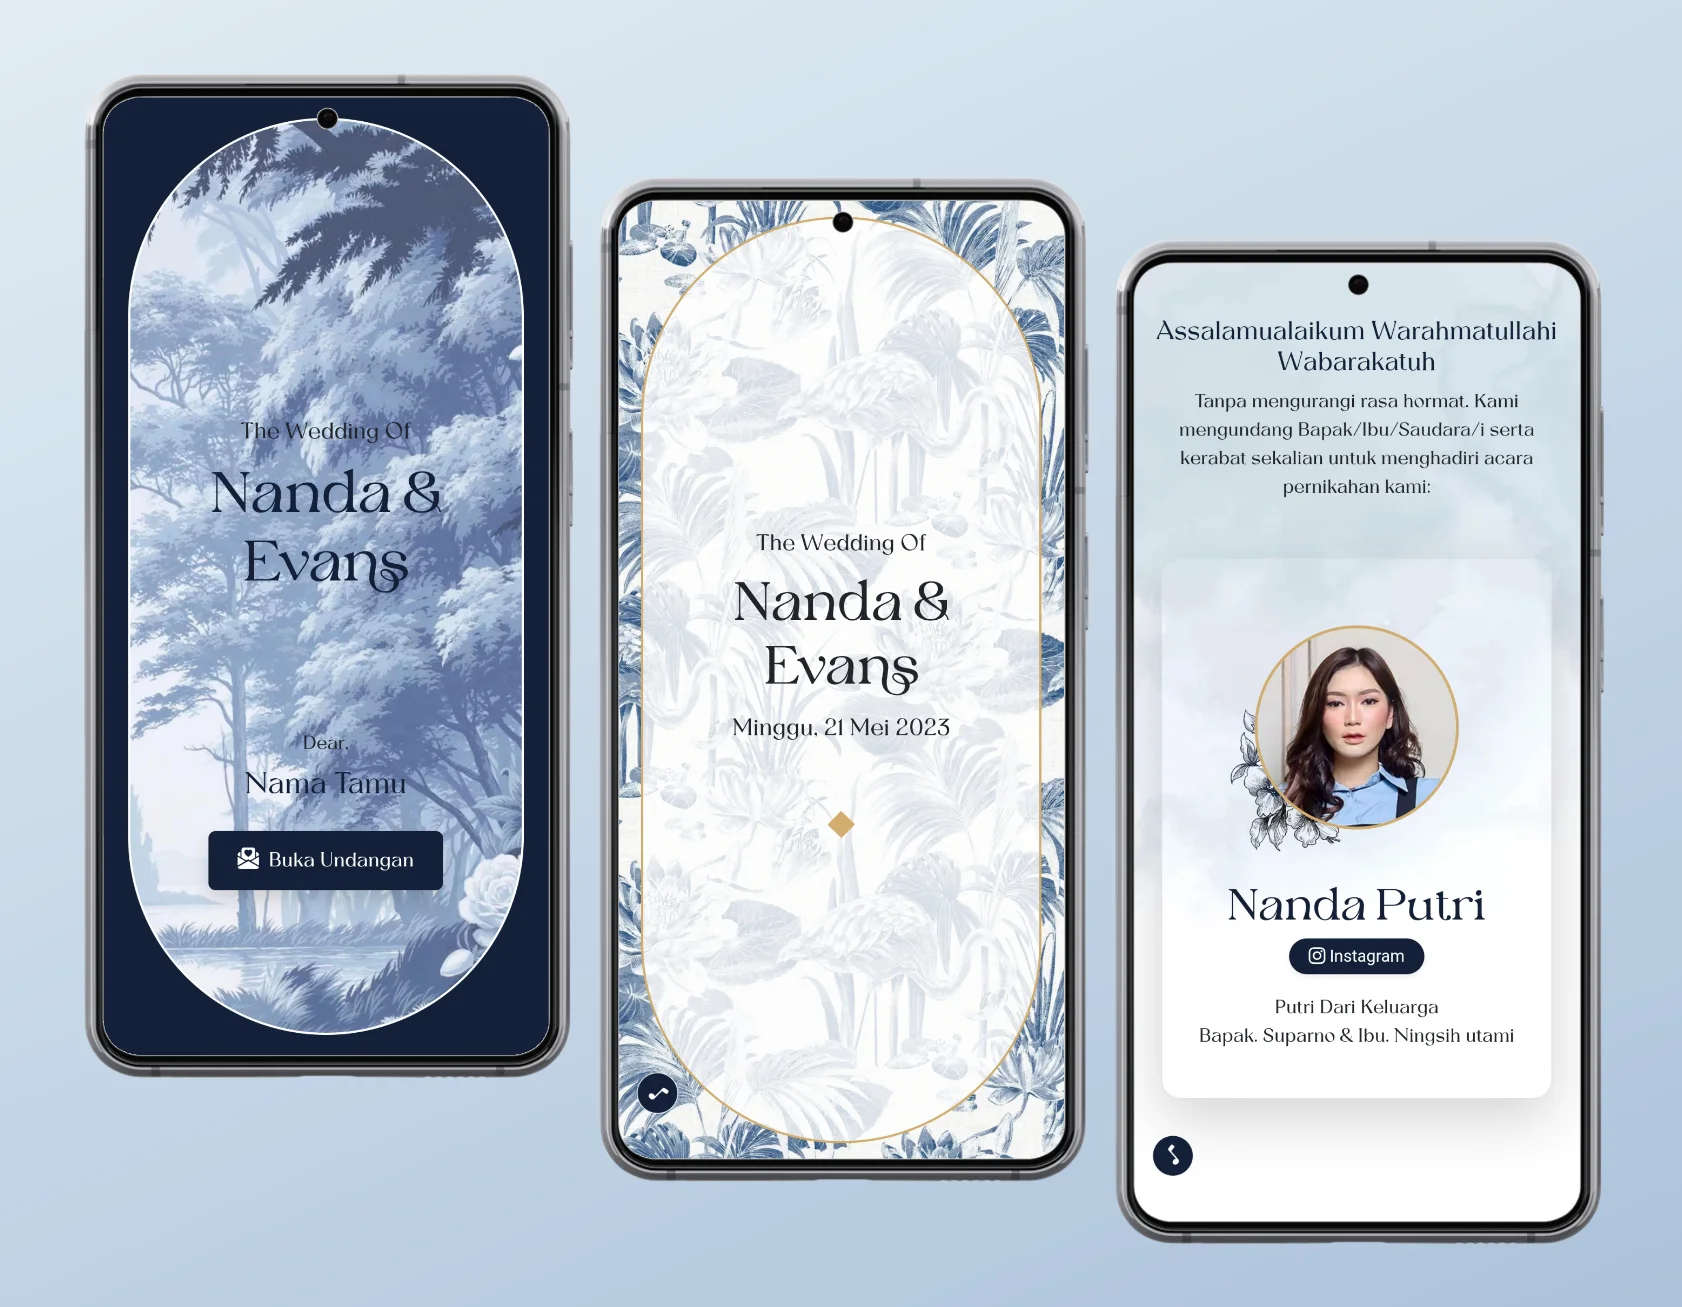 The Wedding Of
Nanda &
Evans
Dear,
Nama Tamu
Buka Undangan
The Wedding Of
Nanda &
Evans
Minggu, 21 Mei 2023
Assalamualaikum Warahmatullahi
Wabarakatuh
Tanpa mengurangi rasa hormat. Kami
mengundang Bapak/Ibu/Saudara/i serta
kerabat sekalian untuk menghadiri acara
pernikahan kami:
Nanda Putri
Instagram
Putri Dari Keluarga
Bapak. Suparno & Ibu. Ningsih utami